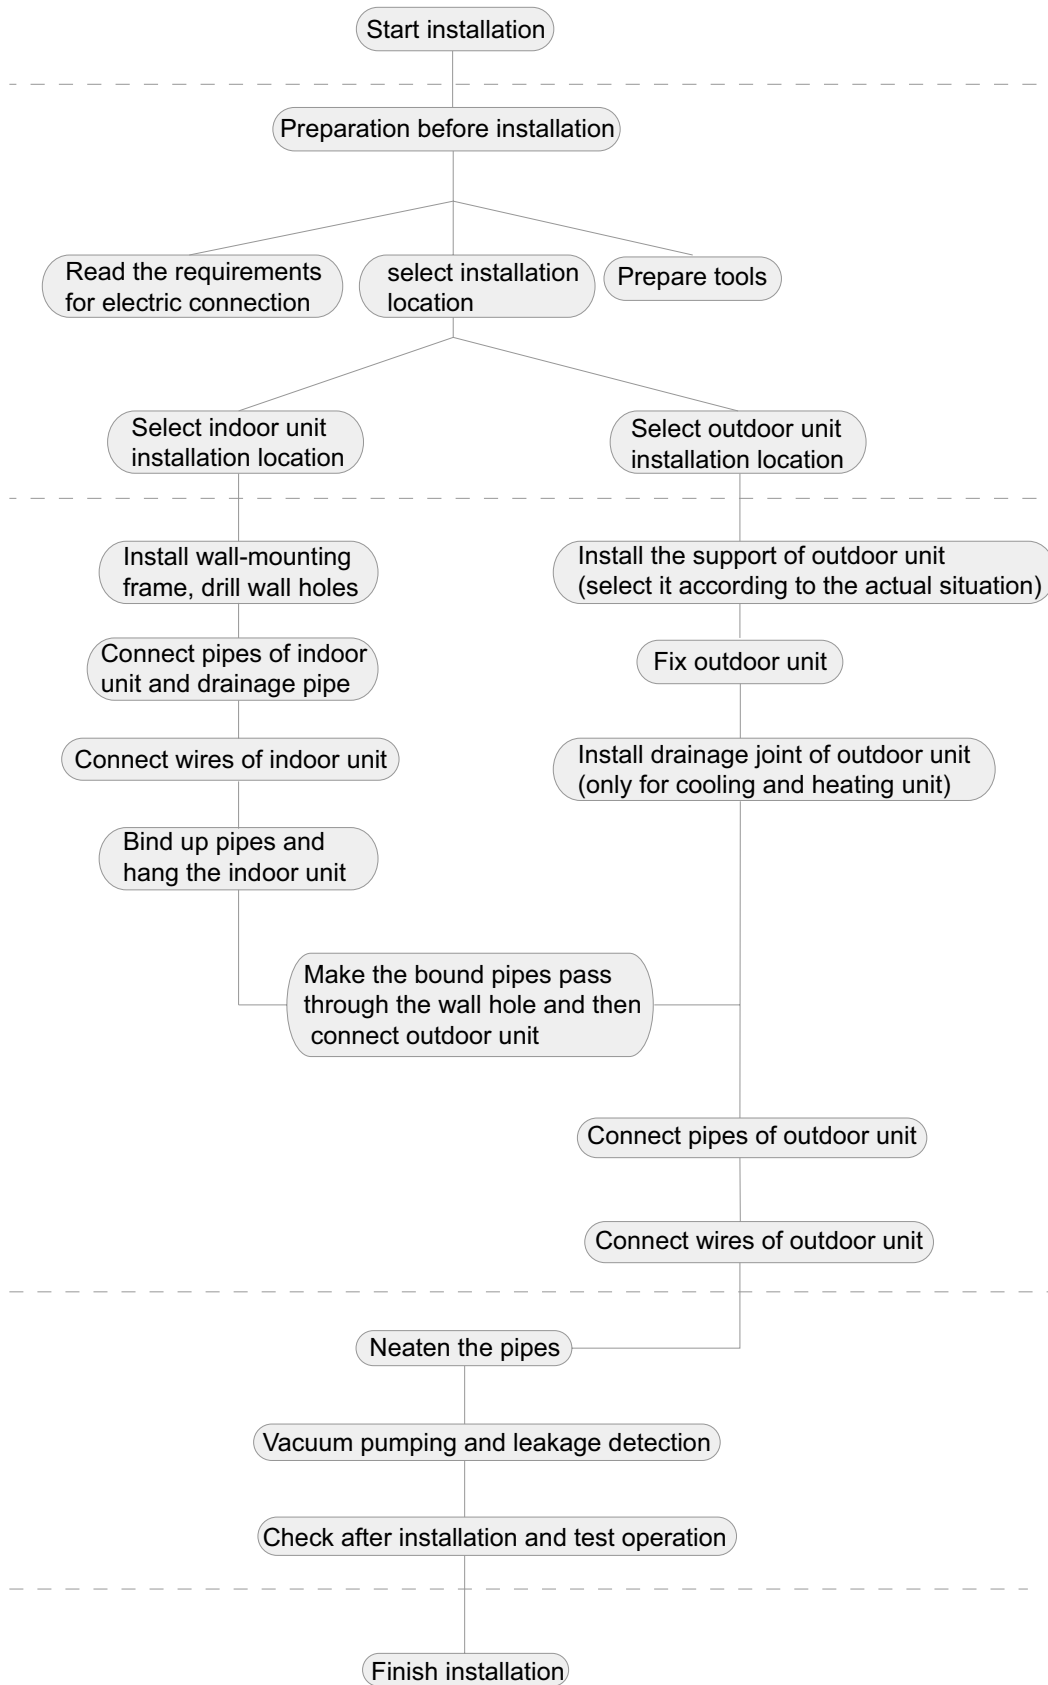 Start installation
Preparation before installation
Read the requirements
for electric connection
select installation
location
Prepare tools
Select indoor unit
installation location
Select outdoor unit
installation location
Install wall-mounting
frame, drill wall holes
Install the support of outdoor unit
(select it according to the actual situation)
Connect pipes of indoor
unit and drainage pipe
Fix outdoor unit
Connect wires of indoor unit
Install drainage joint of outdoor unit
(only for cooling and heating unit)
Bind up pipes and
hang the indoor unit
Make the bound pipes pass
through the wall hole and then
connect outdoor unit
Connect pipes of outdoor unit
Connect wires of outdoor unit
Neaten the pipes
Vacuum pumping and leakage detection
Check after installation and test operation
Finish installation